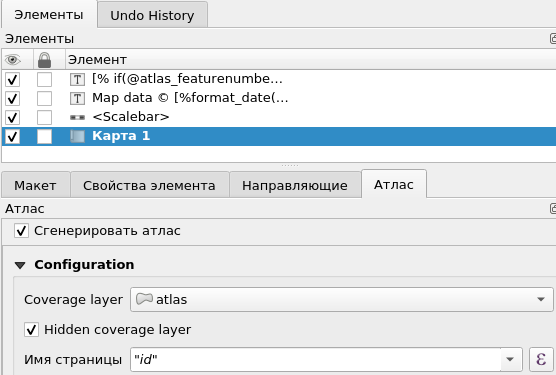 Элементы Undo History
Элементы
Элемент
[% if(@atlas_featurenumbe...
Map data © [%format_date(...
<Scalebar>
Карта 1
Макет Свойства элемента Направляющие Атлас
Атлас
Сгенерировать атлас
Configuration
Coverage layer atlas
Hidden coverage layer
Имя страницы "id" ε